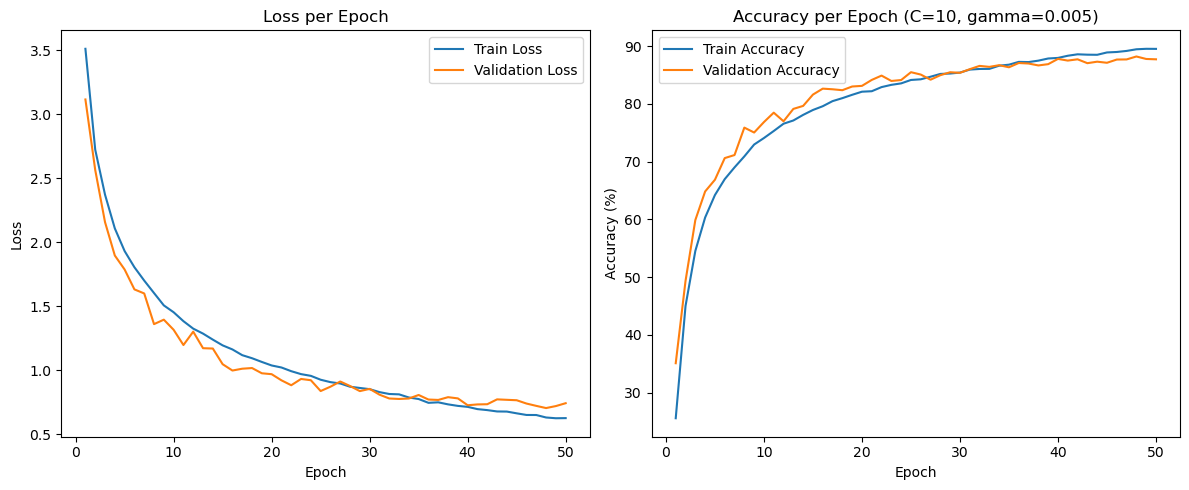 Loss per Epoch
3.5
3.0
2.5
2.0
1.5
1.0
0.5
Loss
0 10 20 30 40 50
Epoch
Train Loss
Validation Loss
Accuracy per Epoch (C=10, gamma=0.005)
90
80
70
60
50
40
30
Accuracy (%)
0 10 20 30 40 50
Epoch
Train Accuracy
Validation Accuracy